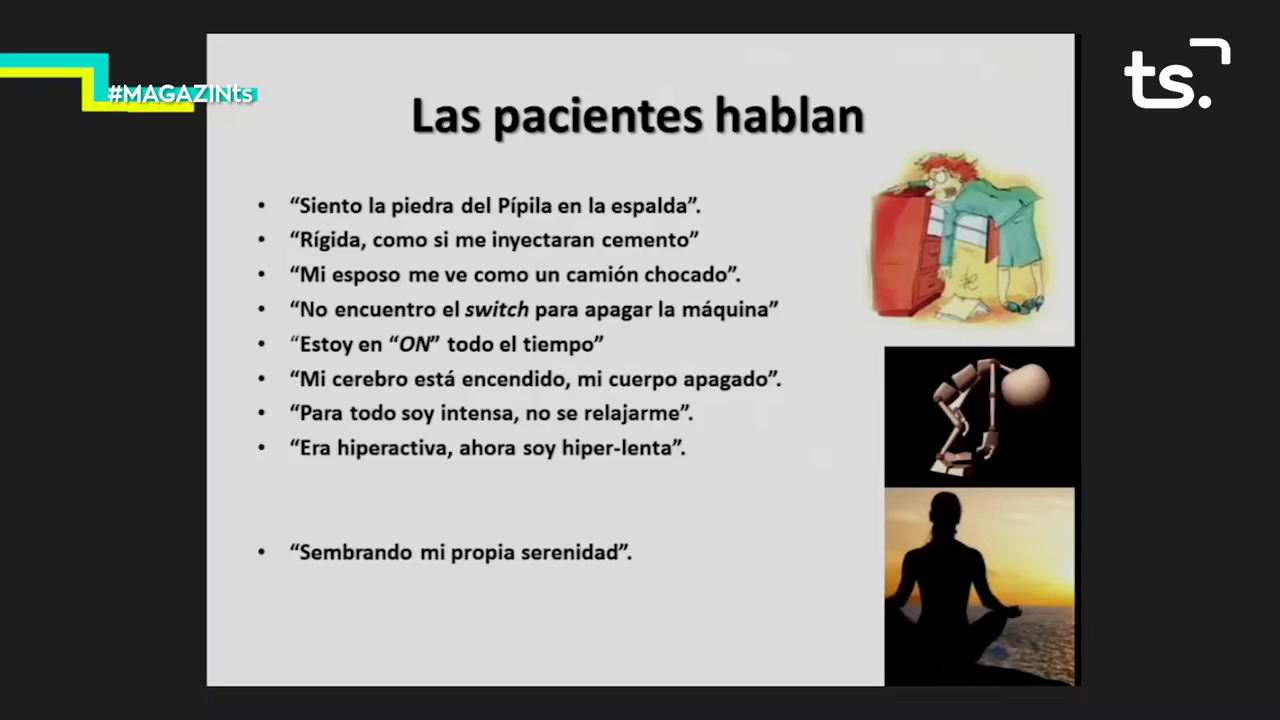 #MAGAZINts
ts.
Las pacientes hablan
• “Siento la piedra del Pípila en la espalda”.
• “Rígida, como si me inyectaran cemento”
• “Mi esposo me ve como un camión chocado”.
• “No encuentro el switch para apagar la máquina”
• “Estoy en “ON” todo el tiempo”
• “Mi cerebro está encendido, mi cuerpo apagado”.
• “Para todo soy intensa, no se relajarme”.
• “Era hiperactiva, ahora soy hiper-lenta”.
• “Sembrando mi propia serenidad”.